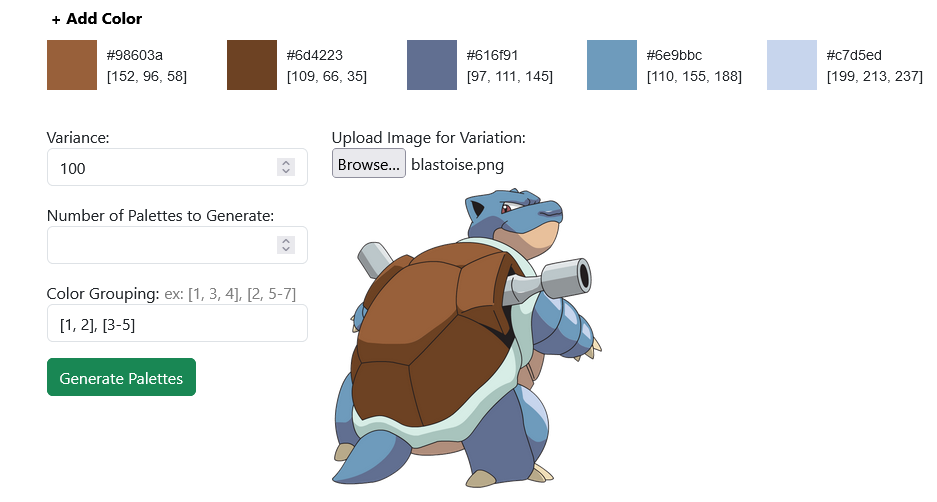 + Add Color
#98603a
[152, 96, 58]
#6d4223
[109, 66, 35]
#616f91
[97, 111, 145]
#6e9bbc
[110, 155, 188]
#c7d5ed
[199, 213, 237]
Variance:
100
Upload Image for Variation:
Browse... blastoise.png
Number of Palettes to Generate:
Color Grouping: ex: [1, 3, 4], [2, 5-7]
[1, 2], [3-5]
Generate Palettes